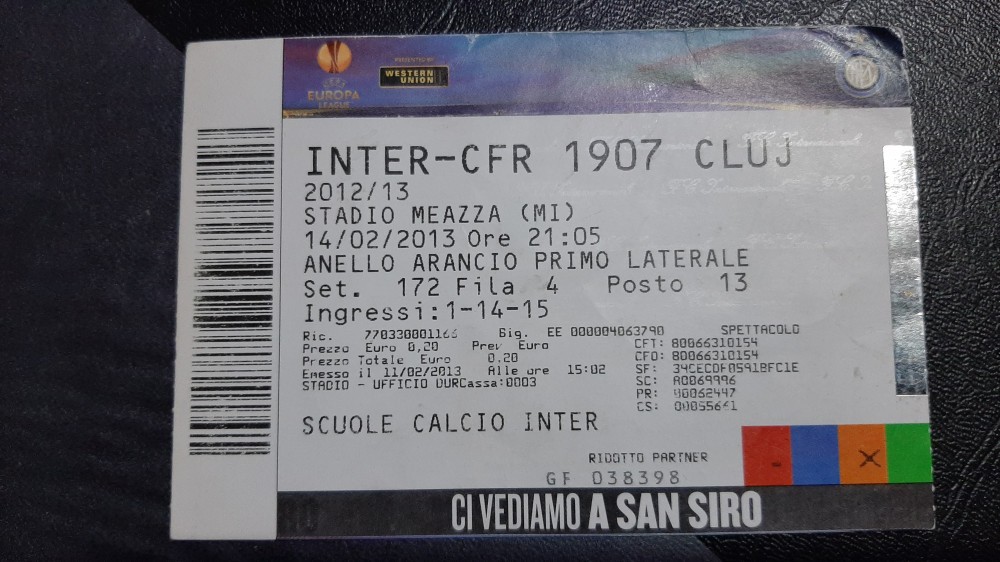 PRESENTED BY
WESTERN
UNION
UEFA
EUROPA
LEAGUE
INTER-CFR 1907 CLUJ
2012/13
STADIO MEAZZA (MI)
14/02/2013 Ore 21:05
ANELLO ARANCIO PRIMO LATERALE
Set. 172 Fila 4 Posto 13
Ingressi:1-14-15
Ric. 770330001166 Big. EE 000004063790 SPETTACOLO
Prezzo Euro 0,20 Prev Euro CFT: 80066310154
Prezzo Totale Euro 0.20 CFO: 80066310154
Emesso il 11/02/2013 Alle ore 15:02 SF: 34CECDF0591BFC1E
STADIO - UFFICIO DURCassa:0003 SC: A0069996
PR: 00062447
CS: 00055641
SCUOLE CALCIO INTER
RIDOTTO PARTNER
GF 038398
CI VEDIAMO A SAN SIRO